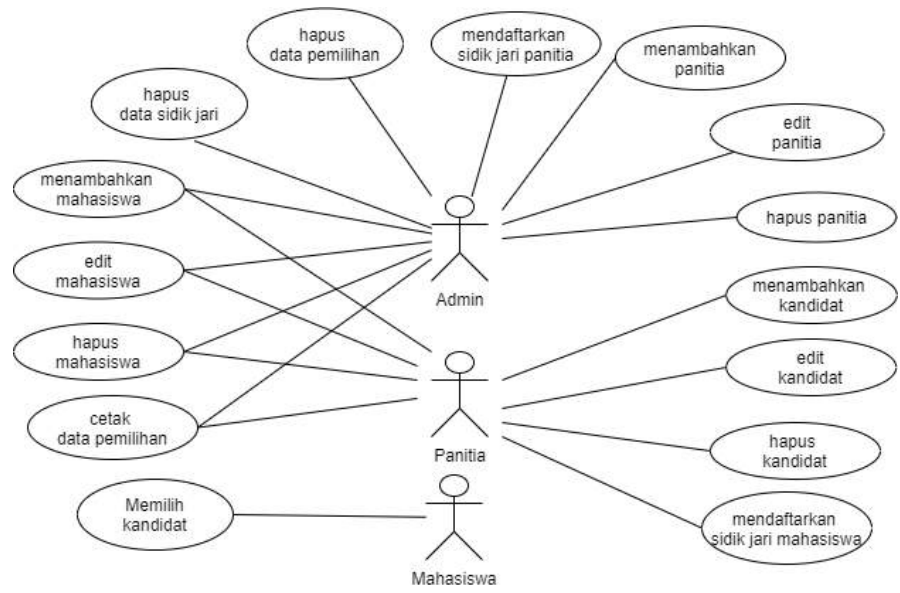 hapus
data pemilihan
mendaftarkan
sidik jari panitia
menambahkan
panitia
hapus
data sidik jari
edit
panitia
menambahkan
mahasiswa
hapus panitia
edit
mahasiswa
Admin
menambahkan
kandidat
hapus
mahasiswa
edit
kandidat
cetak
data pemilihan
Panitia
hapus
kandidat
Memilih
kandidat
mendaftarkan
sidik jari mahasiswa
Mahasiswa